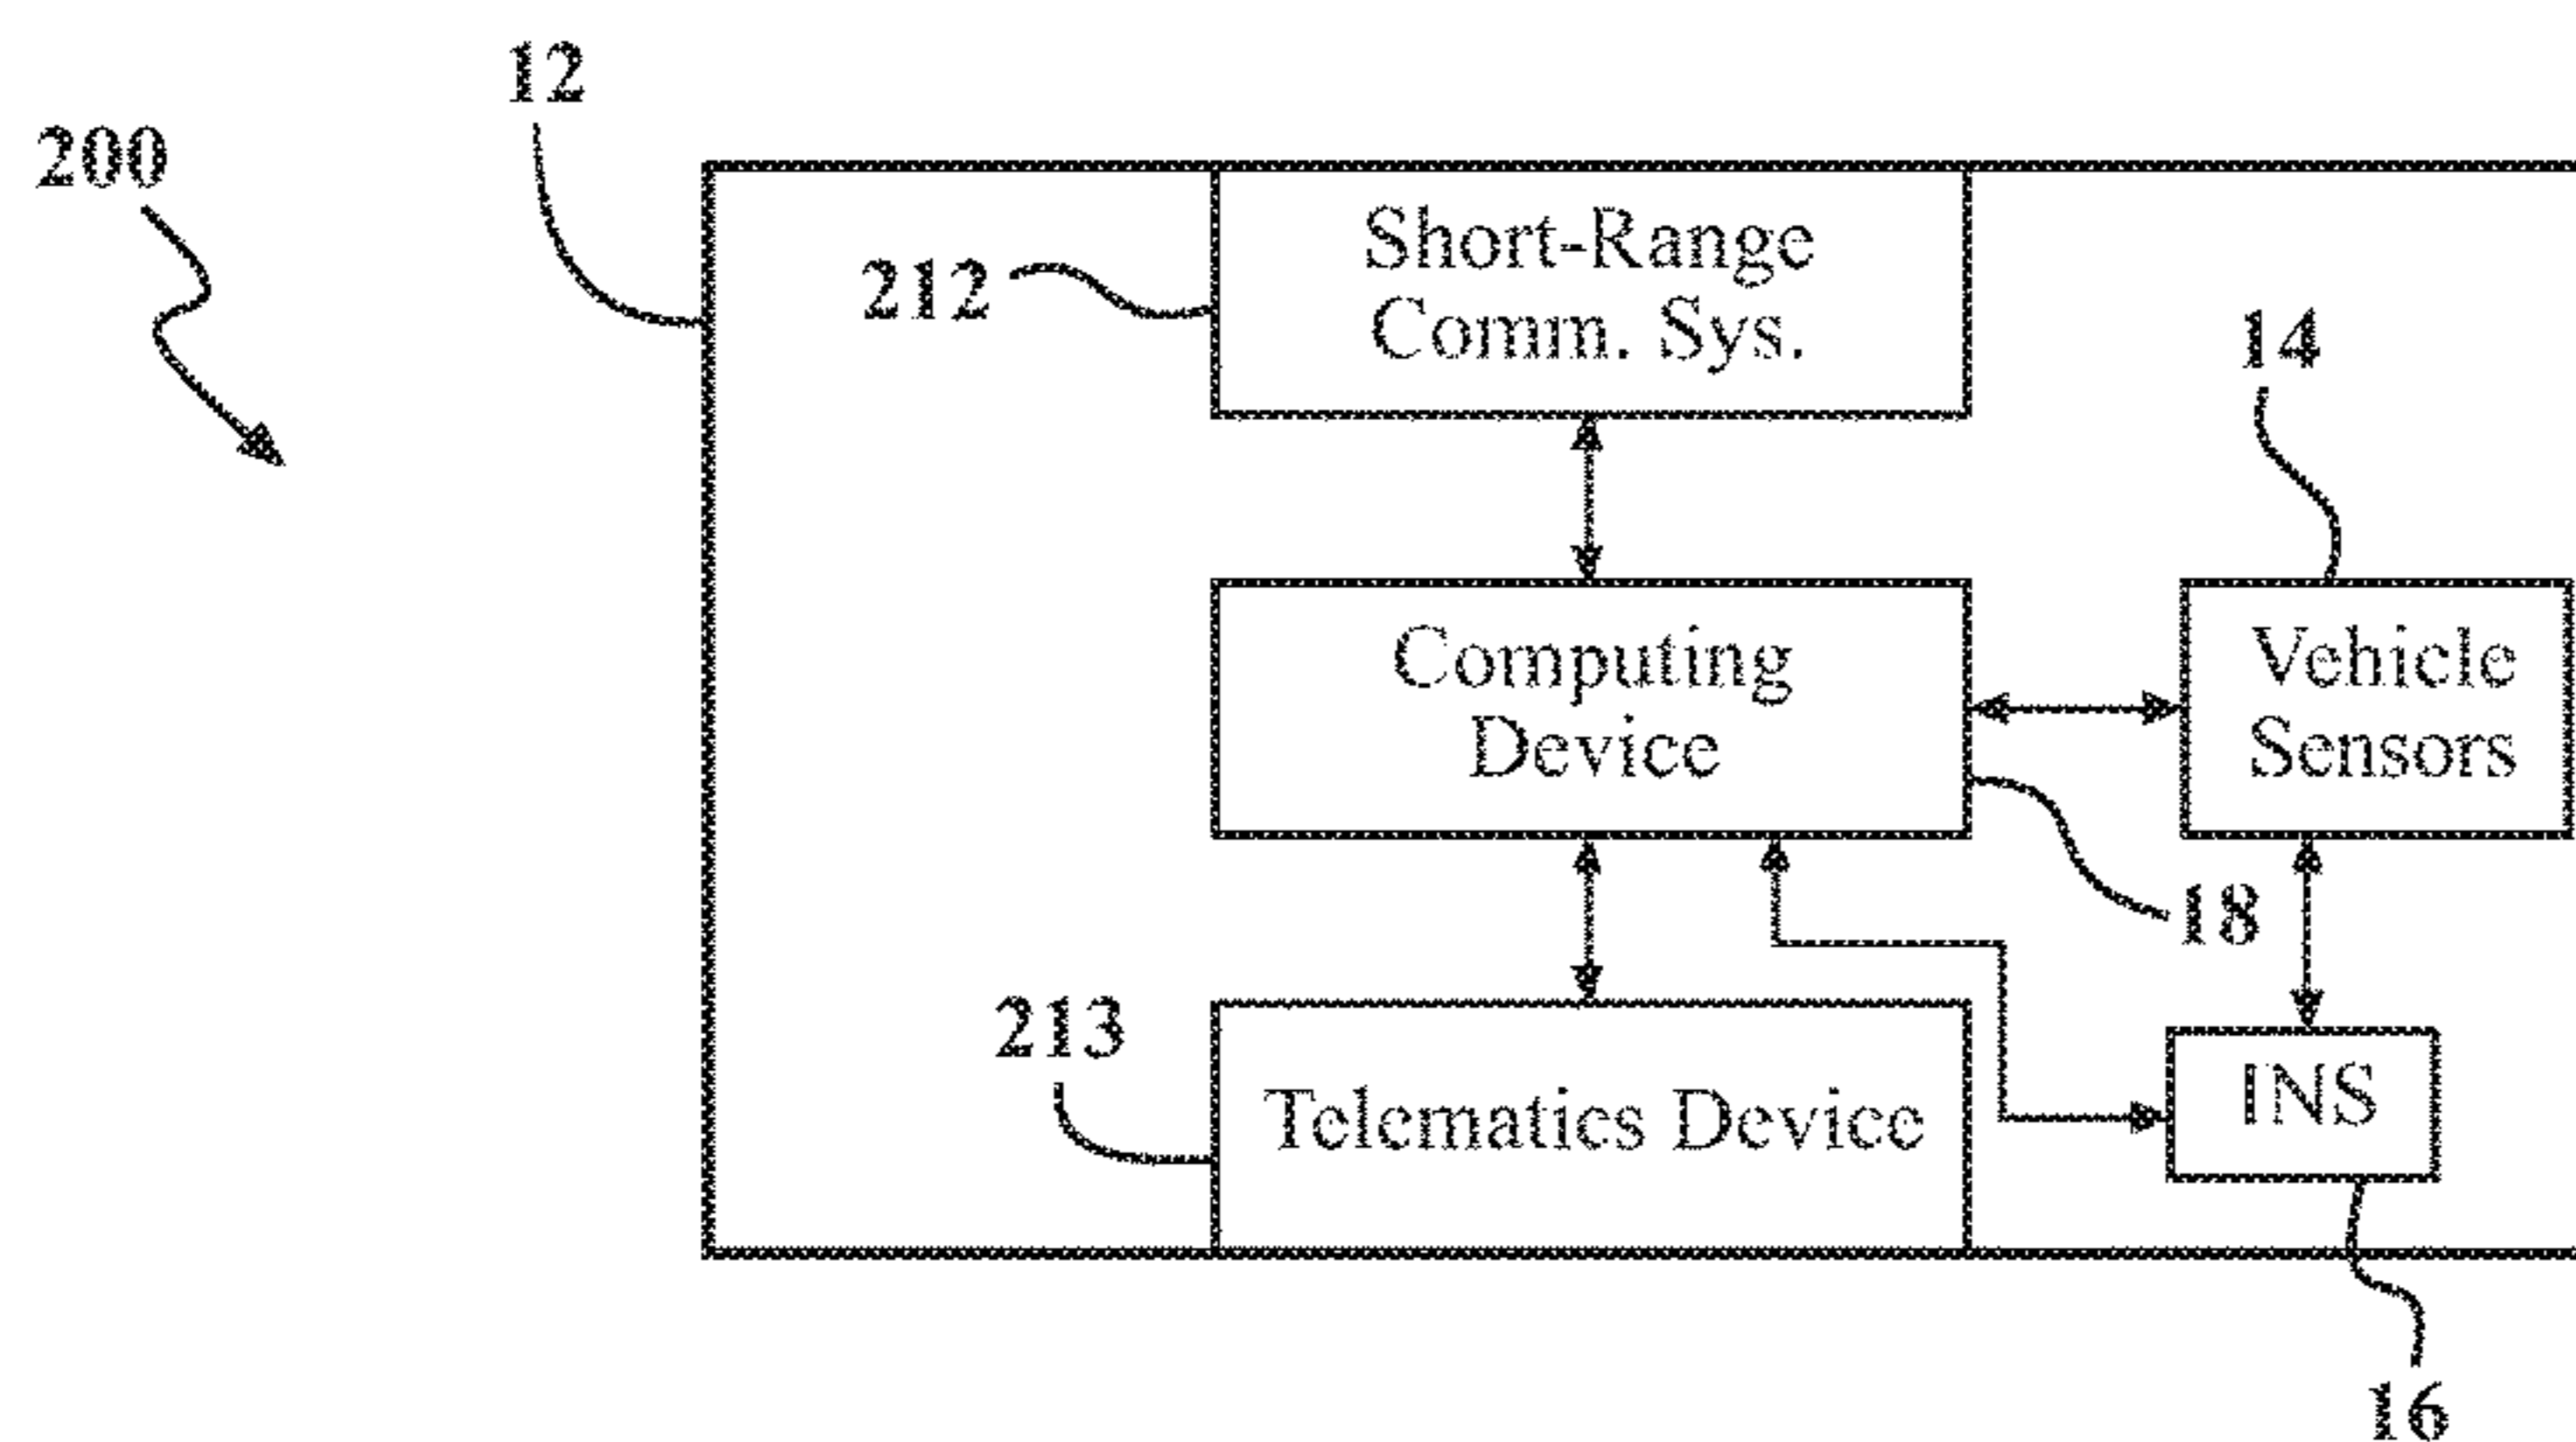 12
200
Short-Range
Comm. Sys.
212
14
Computing
Device
Vehicle
Sensors
18
213
Telematics Device
INS
16